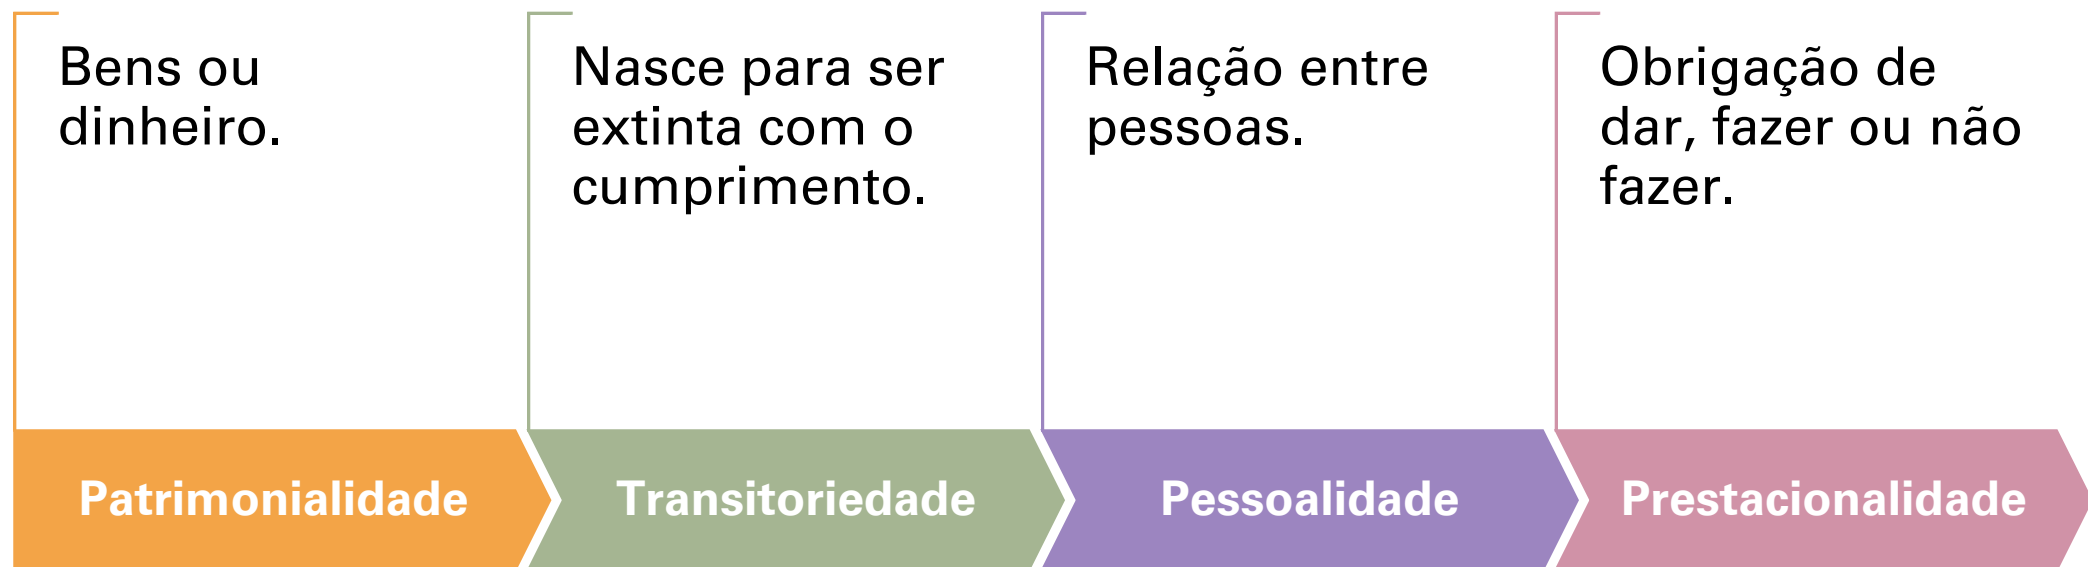 Bens ou
dinheiro.
Nasce para ser
extinta com o
cumprimento.
Relação entre
pessoas.
Obrigação de
dar, fazer ou não
fazer.
Patrimonialidade
Transitoriedade
Pessoalidade
Prestacionalidade